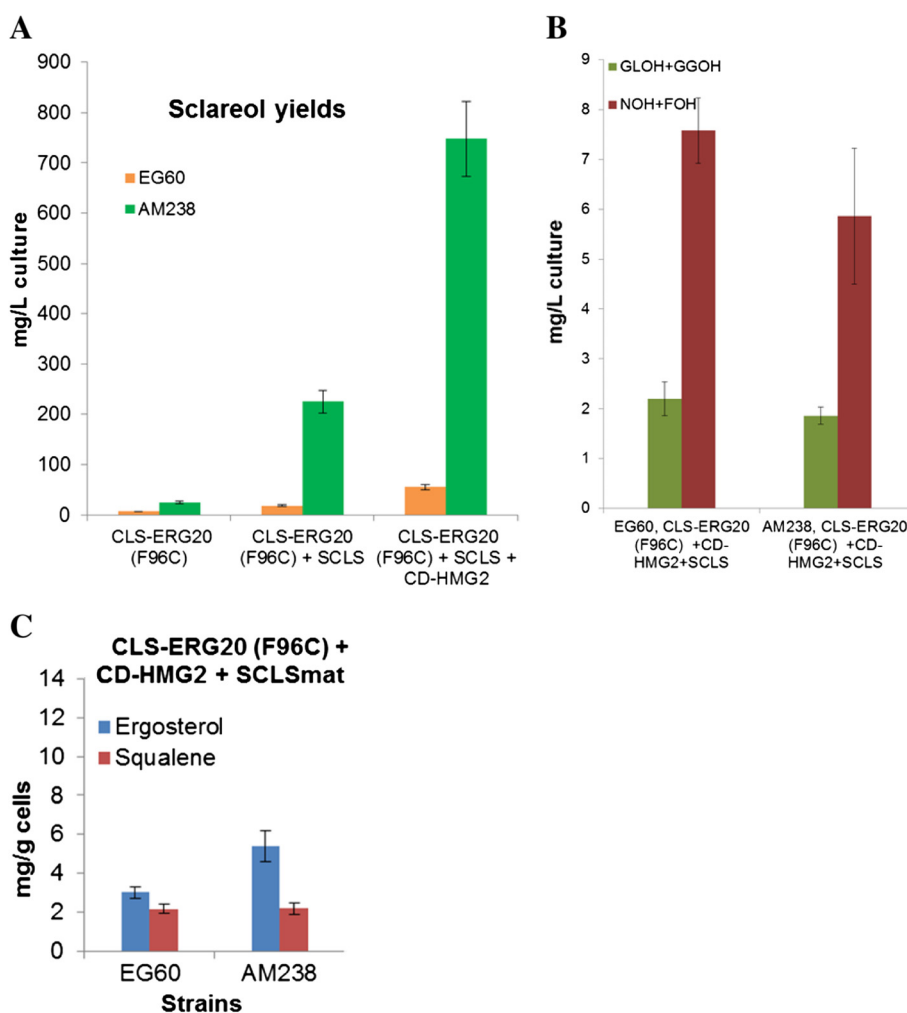 A
900
800
700
600
500
400
300
200
100
0
mg/L culture
Sclareol yields
EG60
AM238
CLS-ERG20
(F96C)
CLS-ERG20
(F96C) + SCLS
CLS-ERG20
(F96C) + SCLS +
CD-HMG2
B
9
8
7
6
5
4
3
2
1
0
mg/L culture
GLOH+GGOH
NOH+FOH
EG60, CLS-ERG20
(F96C) +CD-
HMG2+SCLS
AM238, CLS-ERG20
(F96C) +CD-
HMG2+SCLS
C
CLS-ERG20 (F96C) +
CD-HMG2 + SCLSmat
14
12
10
8
6
4
2
0
mg/g cells
Ergosterol
Squalene
EG60
AM238
Strains